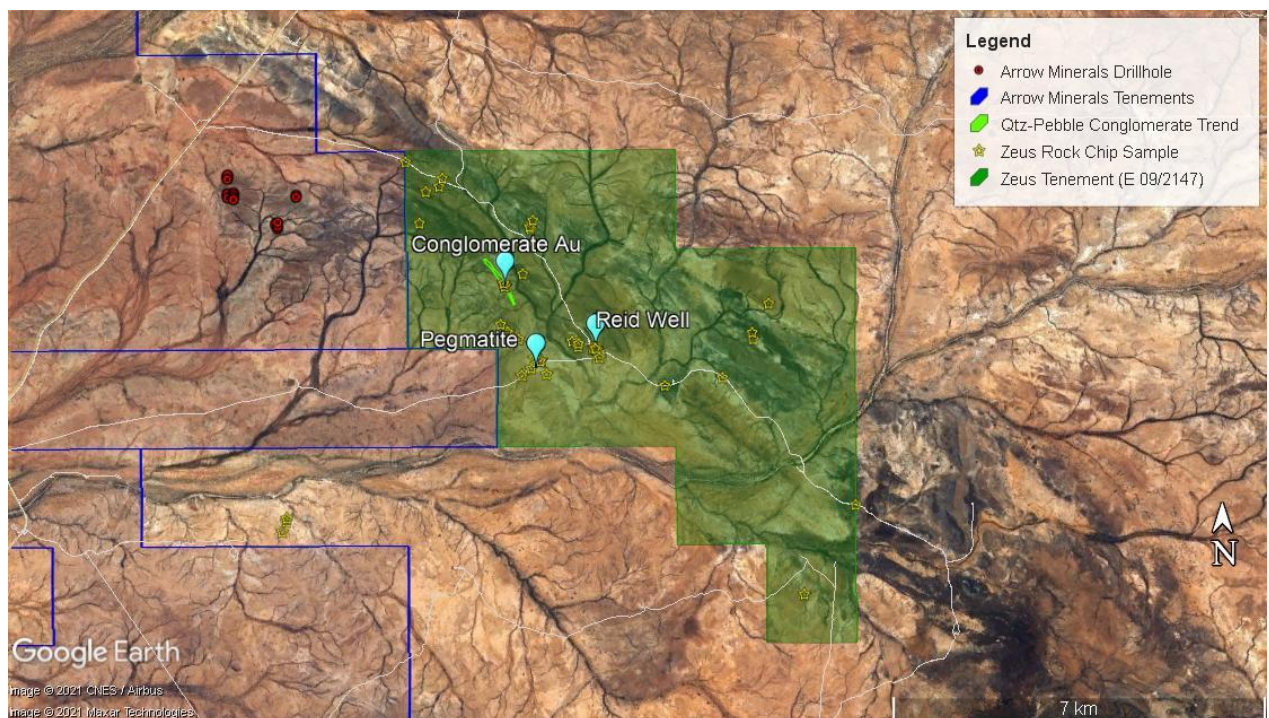 Legend
Arrow Minerals Drillhole
Arrow Minerals Tenements
Qtz-Pebble Conglomerate Trend
Zeus Rock Chip Sample
Zeus Tenement (E 09/2147)
Conglomerate Au
Reid Well
Pegmatite
N
Google Earth
Image © 2021 CNES / Airbus
Image © 2021 Maxar Technologies
7 km